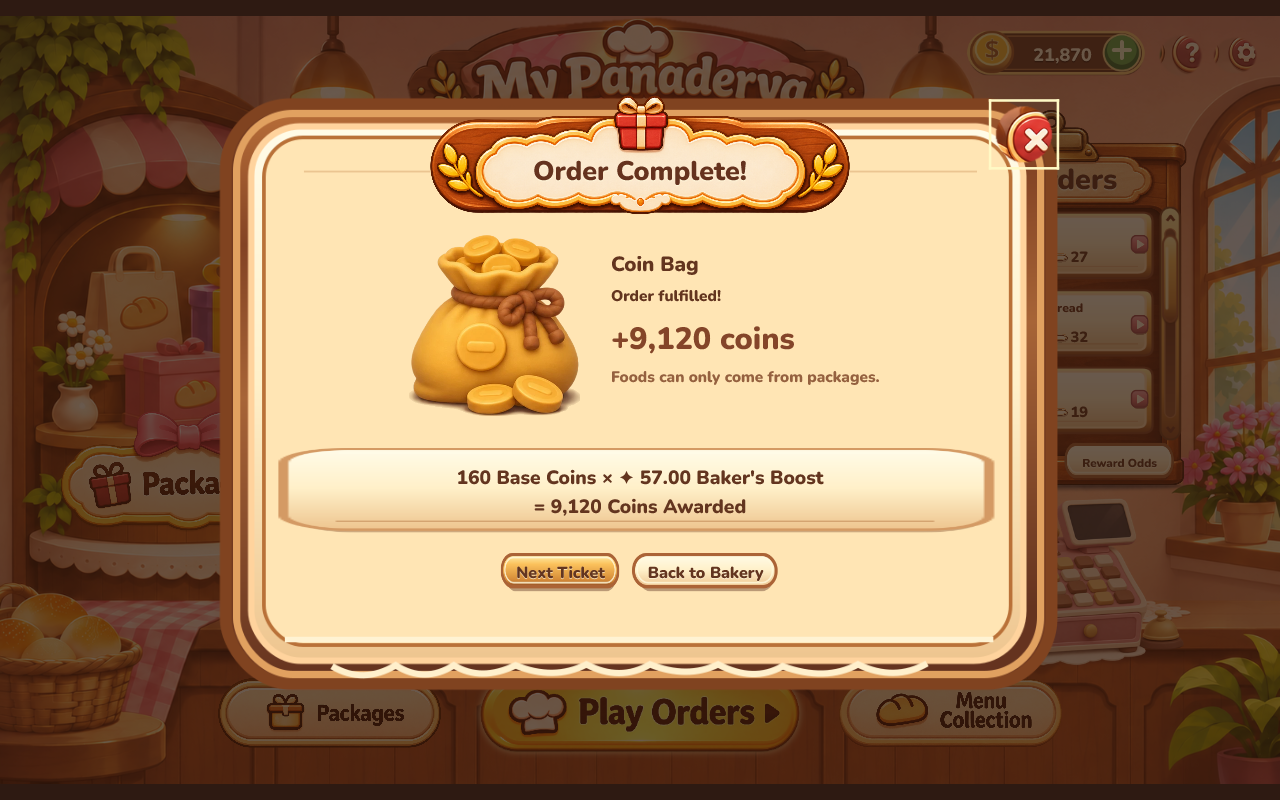 My Panaderya
$ 21,870 + ?
Order Complete!
ders
Coin Bag
Order fulfilled!
+9,120 coins
Foods can only come from packages.
27
read
32
19
Reward Odds
Packa
160 Base Coins × ✦ 57.00 Baker's Boost
= 9,120 Coins Awarded
Next Ticket
Back to Bakery
Packages
Play Orders
Menu
Collection